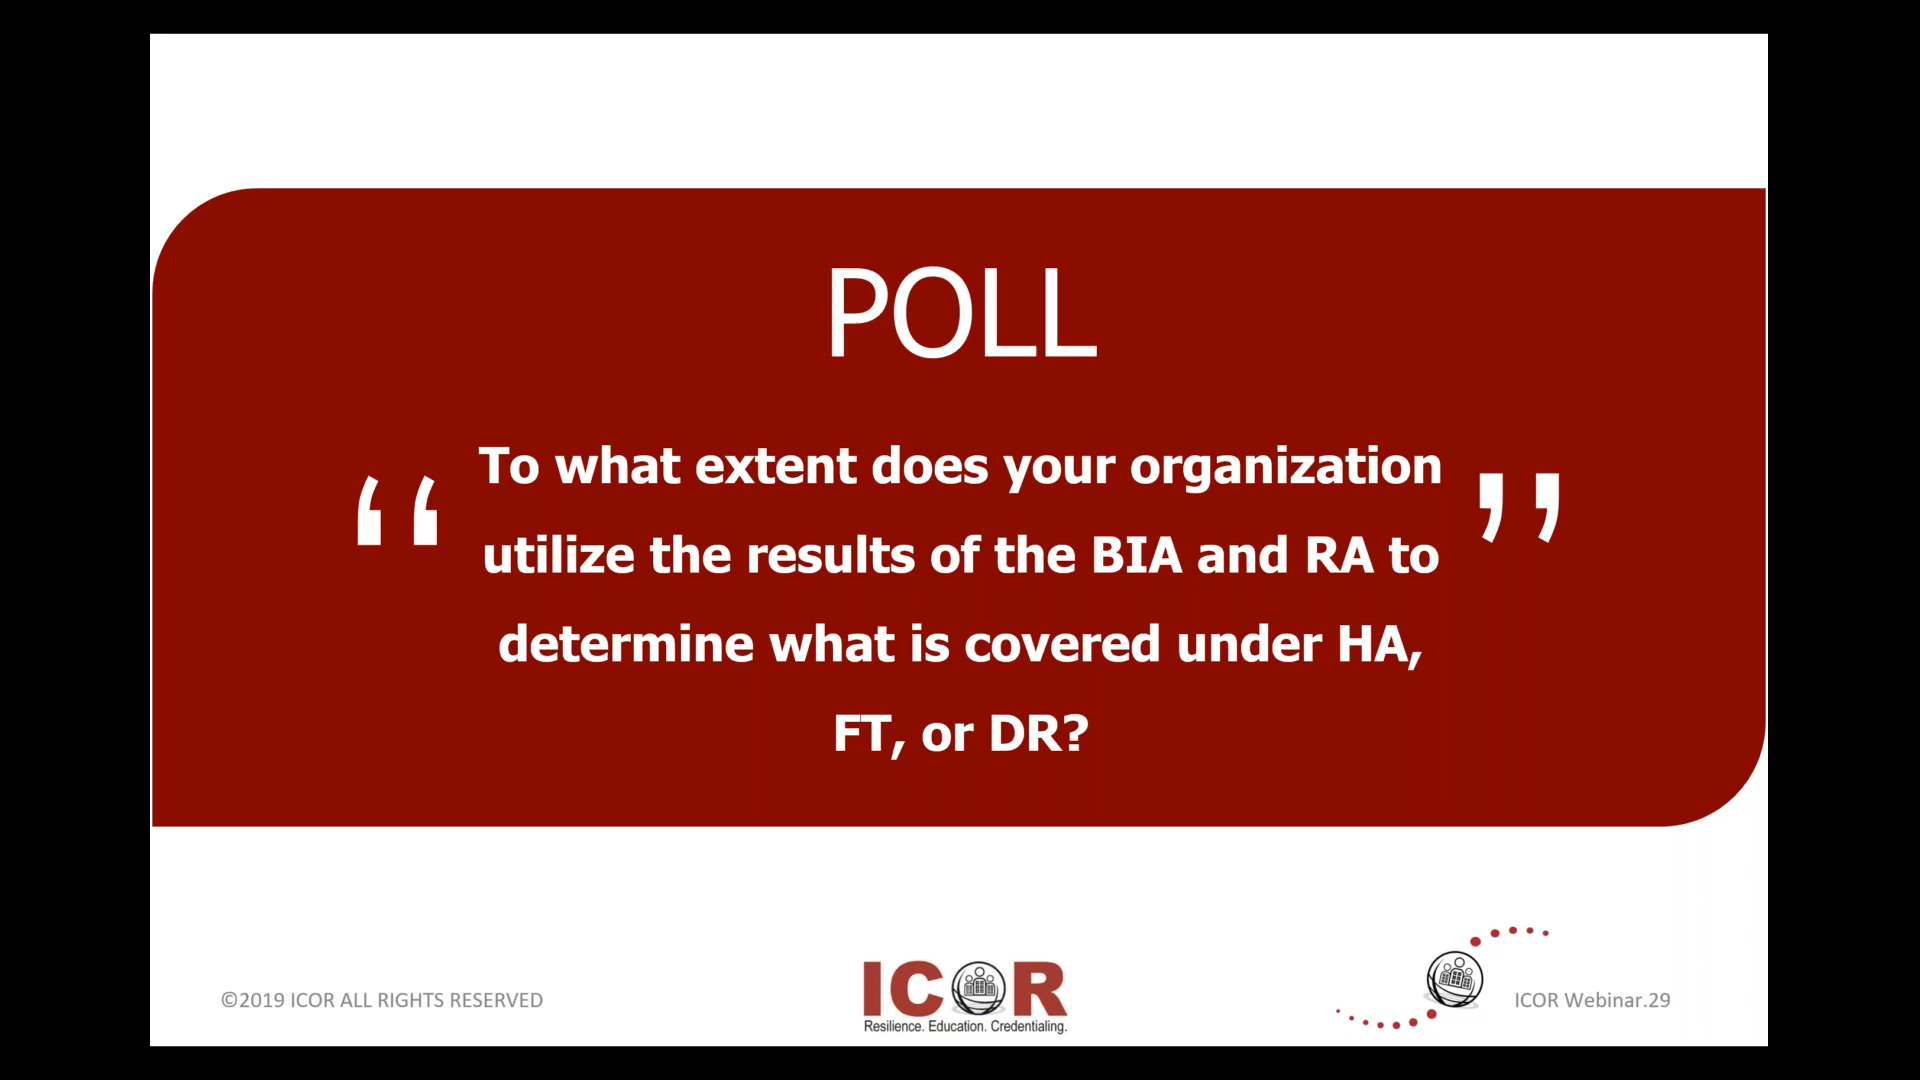 POLL
“ To what extent does your organization ”
utilize the results of the BIA and RA to
determine what is covered under HA,
FT, or DR?
©2019 ICOR ALL RIGHTS RESERVED
ICOR
Resilience. Education. Credentialing.
ICOR Webinar.29